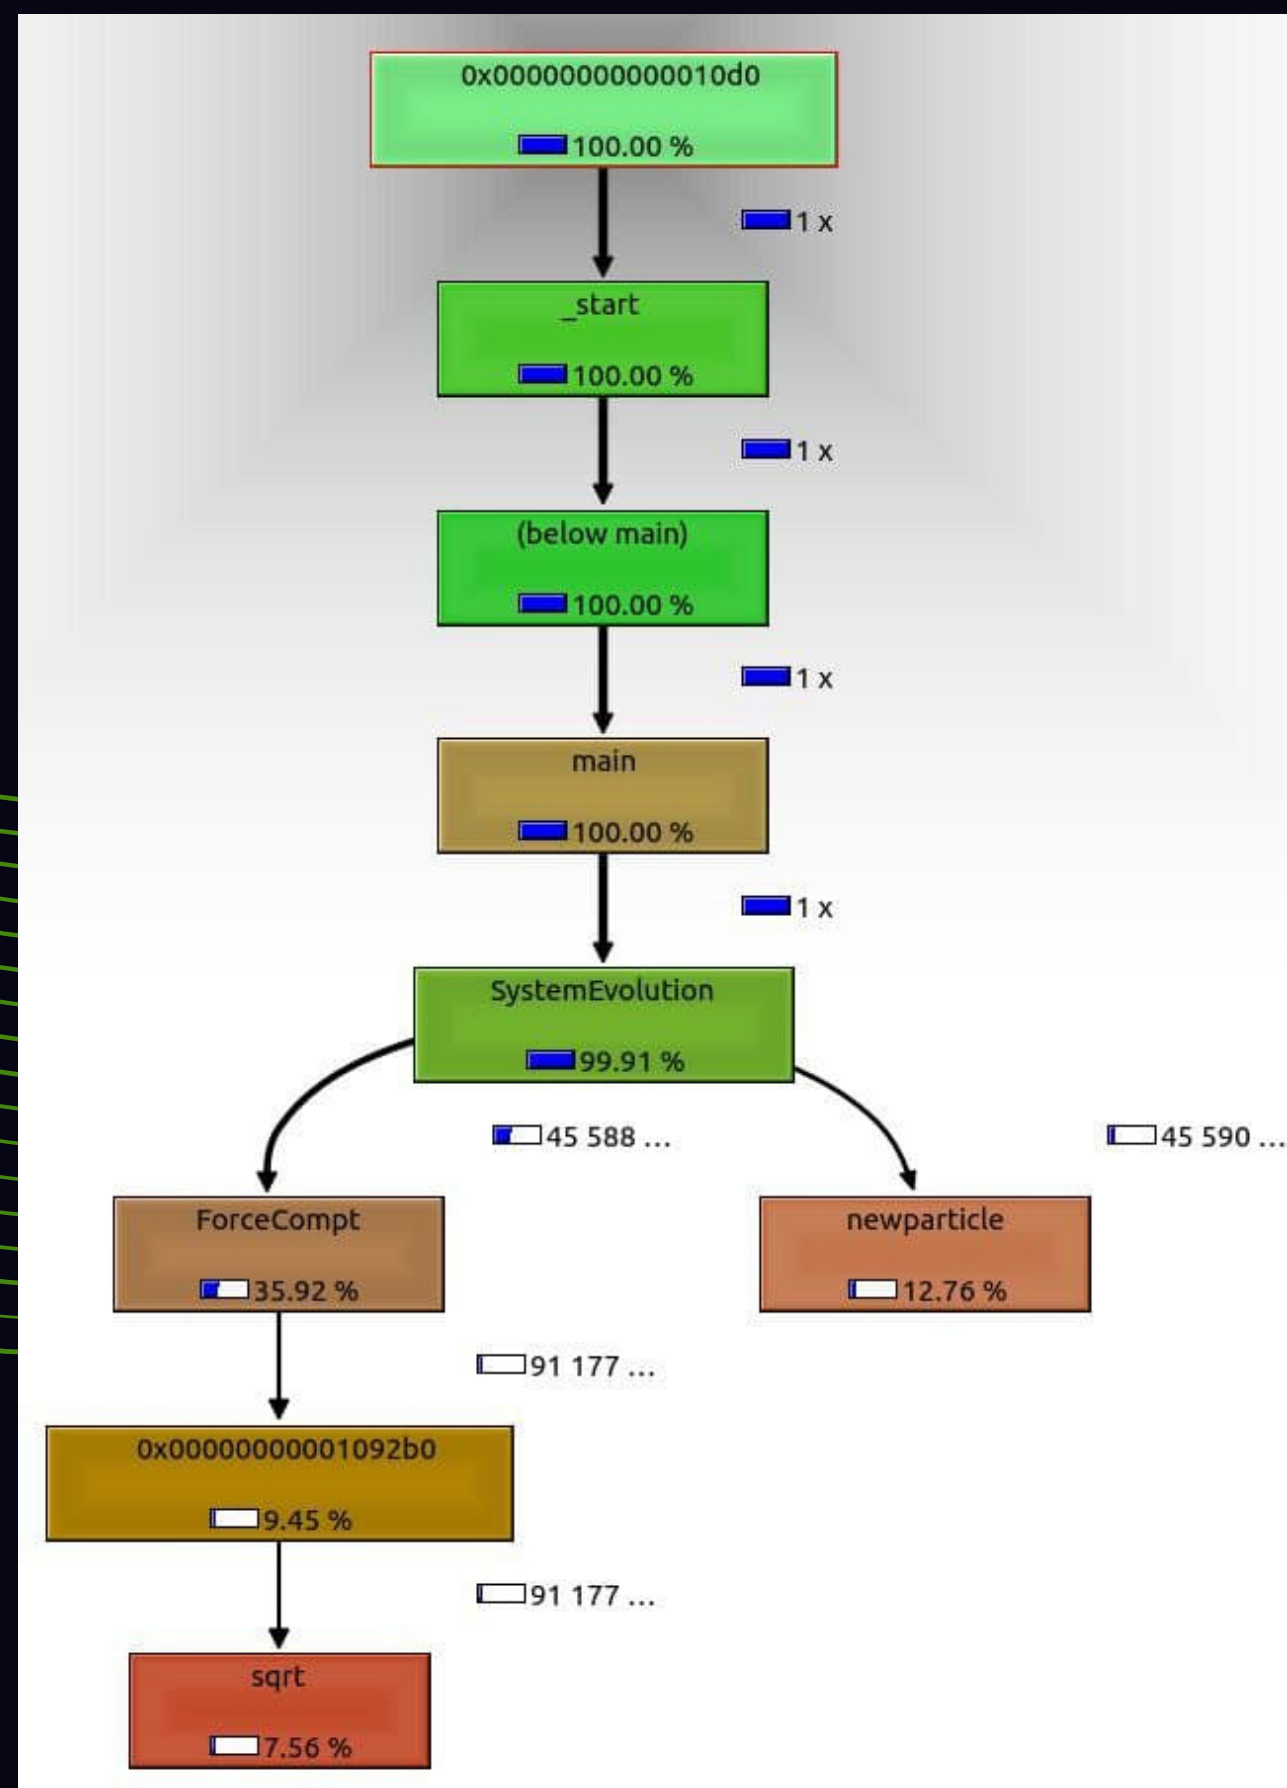 0x00000000000010d0
100.00 %
1 x
_start
100.00 %
1 x
(below main)
100.00 %
1 x
main
100.00 %
1 x
SystemEvolution
99.91 %
45 588 ...
45 590 ...
ForceCompt
35.92 %
newparticle
12.76 %
91 177 ...
0x00000000001092b0
9.45 %
91 177 ...
sqrt
7.56 %